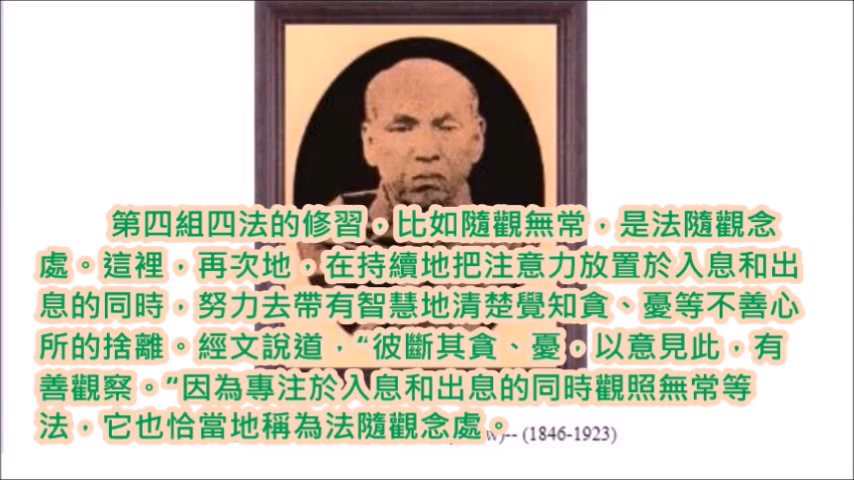 第四組四法的修習，比如隨觀無常，是法隨觀念
處。這裡，再次地，在持續地把注意力放置於入息和出
息的同時，努力去帶有智慧地清楚覺知貪、憂等不善心
所的捨離。經文說道，“彼斷其貪、憂。以意見此，有
善觀察。”因為專注於入息和出息的同時觀照無常等
法，它也恰當地稱為法隨觀念處。
-- (1846-1923)